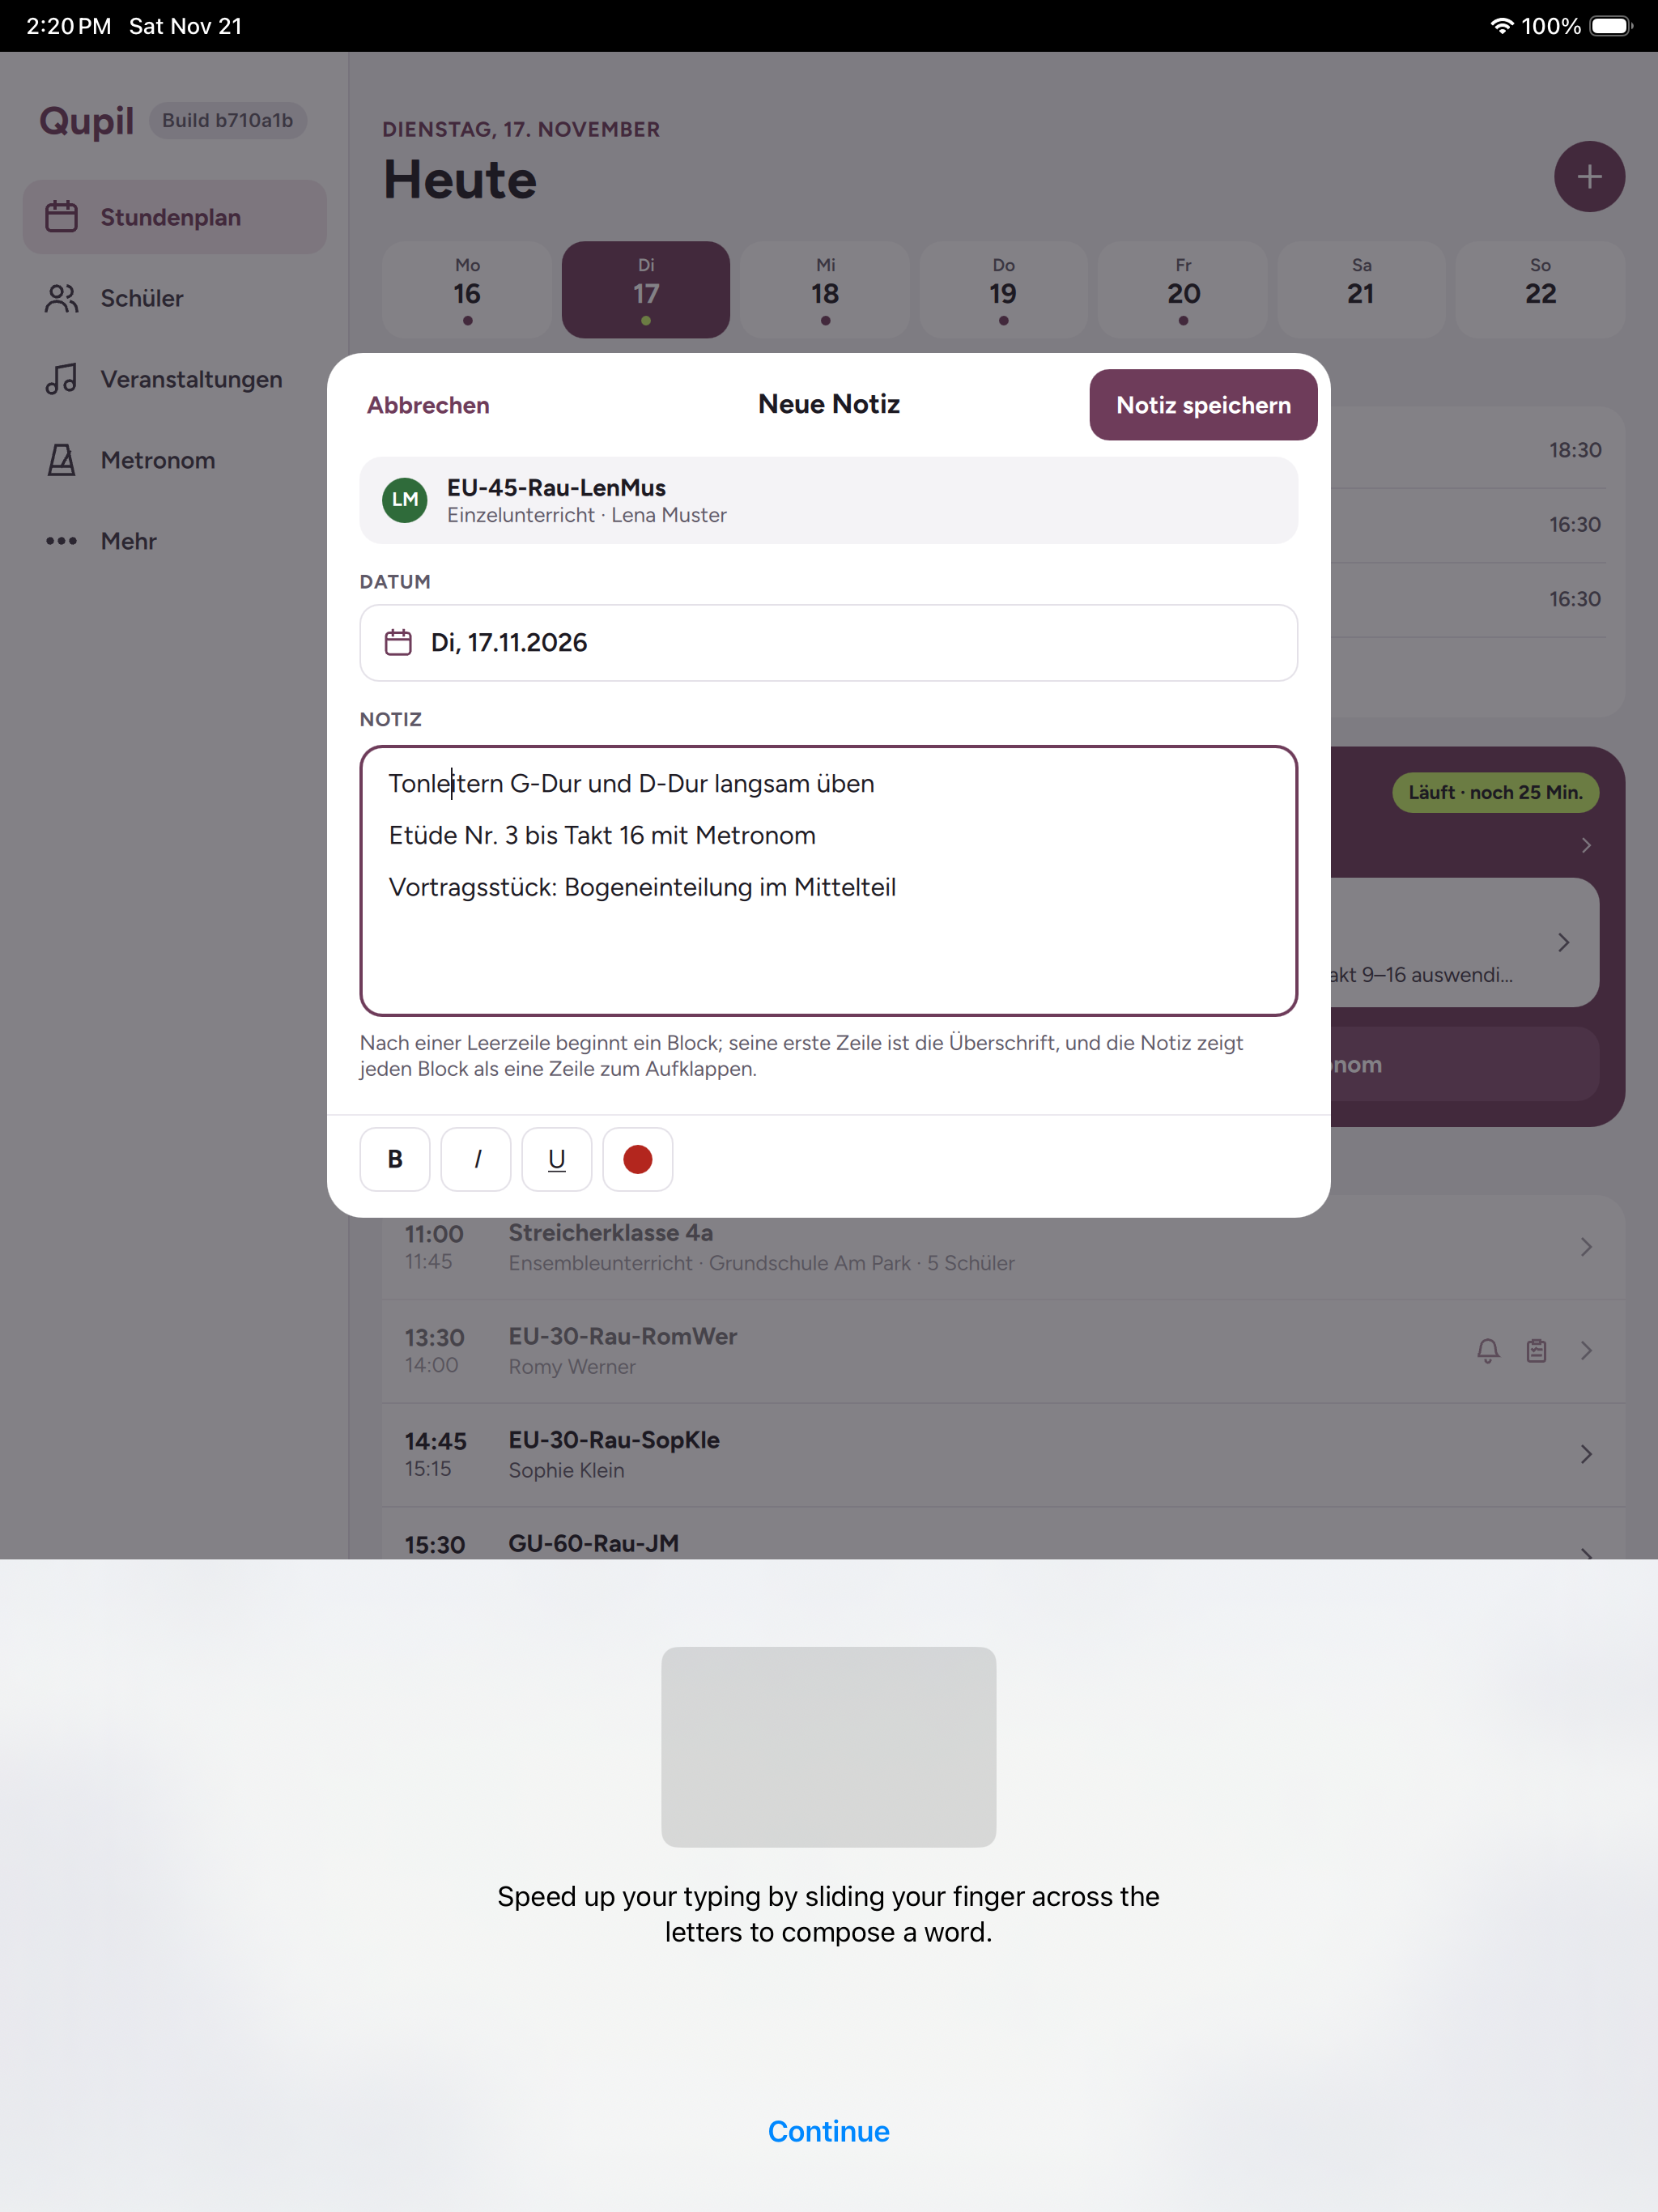 2:20 PM Sat Nov 21
100%
Qupil
Build b710a1b
Stundenplan
Schüler
Veranstaltungen
Metronom
Mehr
DIENSTAG, 17. NOVEMBER
Heute
Mo Di Mi Do Fr Sa So
16 17 18 19 20 21 22
18:30
16:30
16:30
Abbrechen
Neue Notiz
Notiz speichern
LM
EU-45-Rau-LenMus
Einzelunterricht · Lena Muster
DATUM
Di, 17.11.2026
NOTIZ
Tonleitern G-Dur und D-Dur langsam üben
Etüde Nr. 3 bis Takt 16 mit Metronom
Vortragsstück: Bogeneinteilung im Mittelteil
Nach einer Leerzeile beginnt ein Block; seine erste Zeile ist die Überschrift, und die Notiz zeigt
jeden Block als eine Zeile zum Aufklappen.
B I U
Läuft · noch 25 Min.
akt 9–16 auswendi...
nom
11:00 Streicherklasse 4a
11:45 Ensembleunterricht · Grundschule Am Park · 5 Schüler
13:30 EU-30-Rau-RomWer
14:00 Romy Werner
14:45 EU-30-Rau-SopKle
15:15 Sophie Klein
15:30 GU-60-Rau-JM
Speed up your typing by sliding your finger across the
letters to compose a word.
Continue